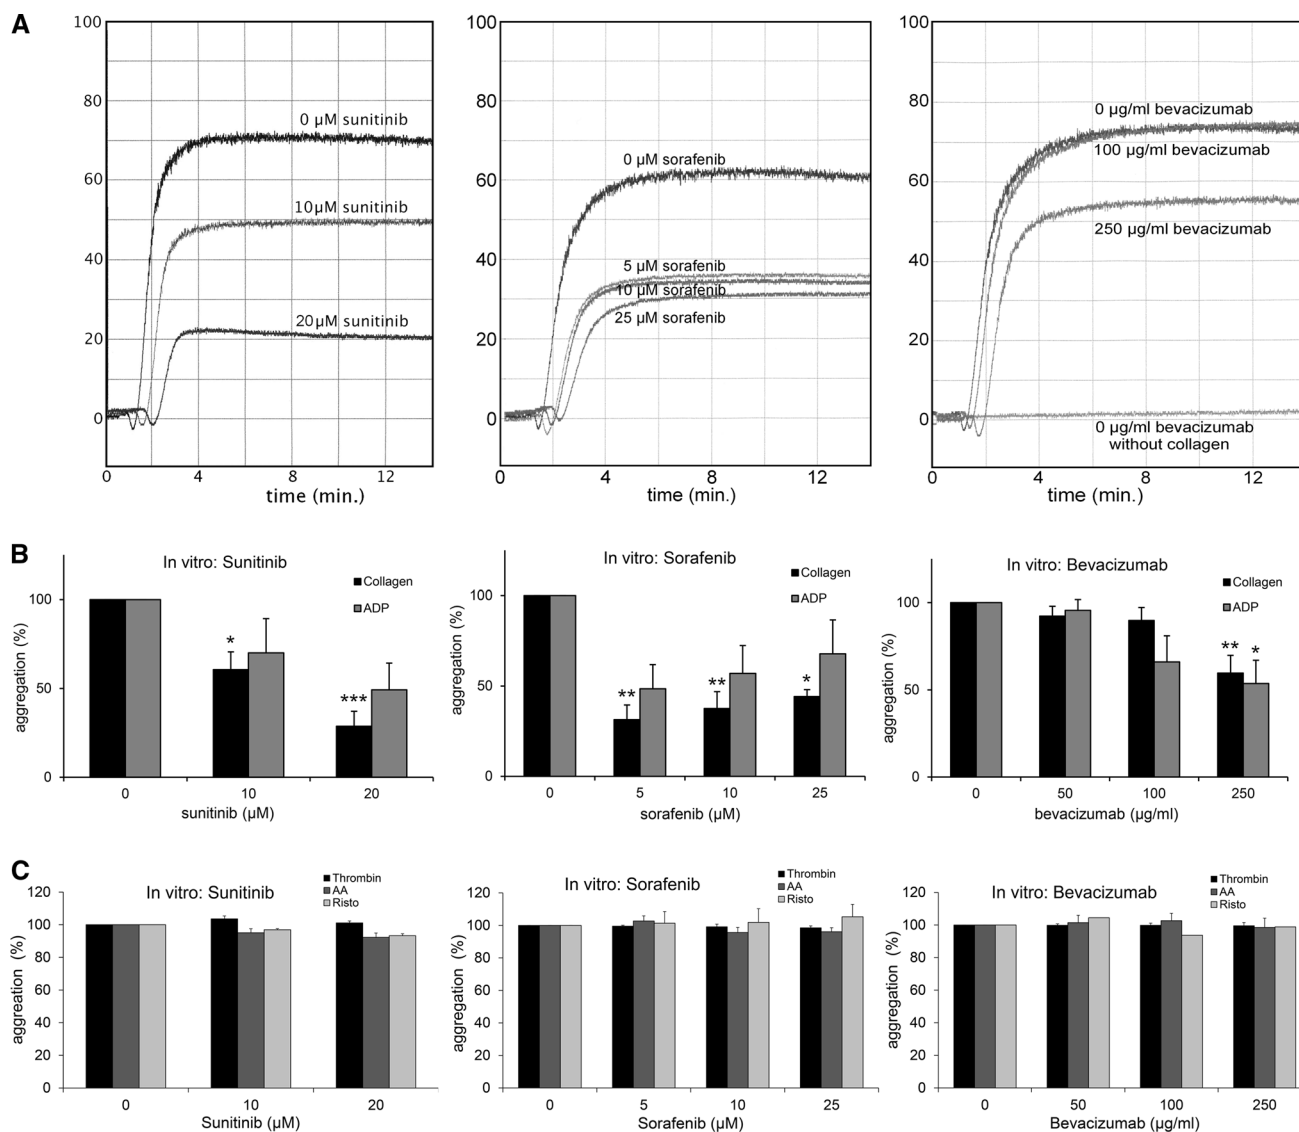 A
100
80
60
40
20
0
0 µM sunitinib
10µM sunitinib
20µM sunitinib
0 4 8 12
time (min.)
100
80
60
40
20
0
0 µM sorafenib
5 µM sorafenib
10 µM sorafenib
25 µM sorafenib
0 4 8 12
time (min.)
100
80
60
40
20
0
0 µg/ml bevacizumab
100 µg/ml bevacizumab
250 µg/ml bevacizumab
0 µg/ml bevacizumab
without collagen
0 4 8 12
time (min.)
B
In vitro: Sunitinib
Collagen
ADP
aggregation (%)
100
50
0
*
***
0 10 20
sunitinib (µM)
In vitro: Sorafenib
Collagen
ADP
aggregation (%)
100
50
0
**
**
*
0 5 10 25
sorafenib (µM)
In vitro: Bevacizumab
Collagen
ADP
aggregation (%)
100
50
0
** *
0 50 100 250
bevacizumab (µg/ml)
C
In vitro: Sunitinib
Thrombin
AA
Risto
aggreation (%)
120
100
80
60
40
20
0
0 10 20
Sunitinib (µM)
In vitro: Sorafenib
Thrombin
AA
Risto
aggregation (%)
120
100
80
60
40
20
0
0 5 10 25
Sorafenib (µM)
In vitro: Bevacizumab
Thrombin
AA
Risto
aggregation (%)
120
100
80
60
40
20
0
0 50 100 250
Bevacizumab (µg/ml)